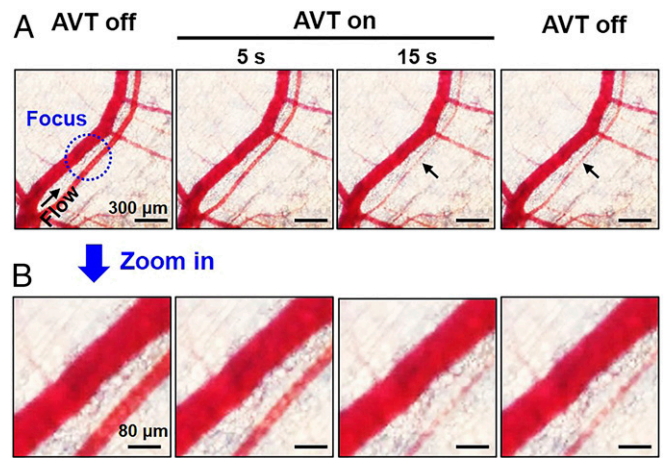 A
AVT off
AVT on
AVT off
5 s
15 s
Focus
Flow
300 µm
Zoom in
B
80 µm